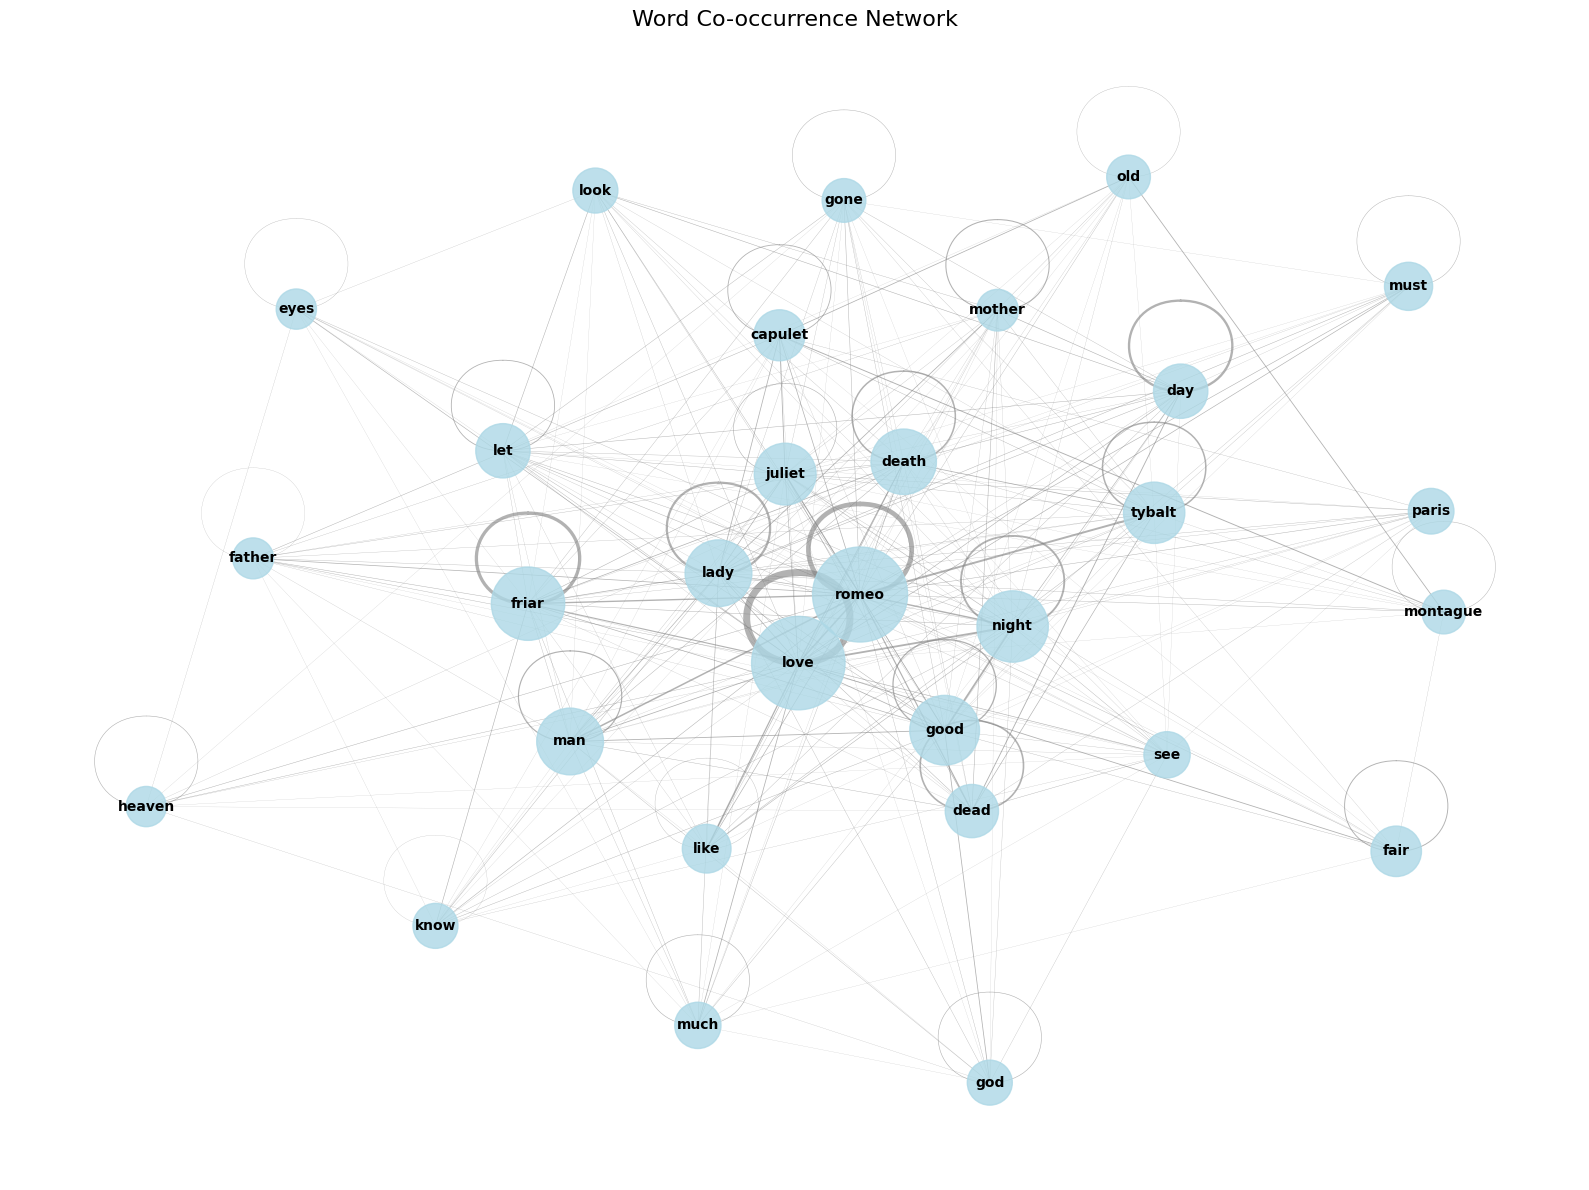 Word Co-occurrence Network
old
look
gone
must
eyes
mother
capulet
day
let
death
juliet
paris
tybalt
father
lady
romeo
friar
montague
night
love
good
man
see
heaven
dead
like
fair
know
much
god